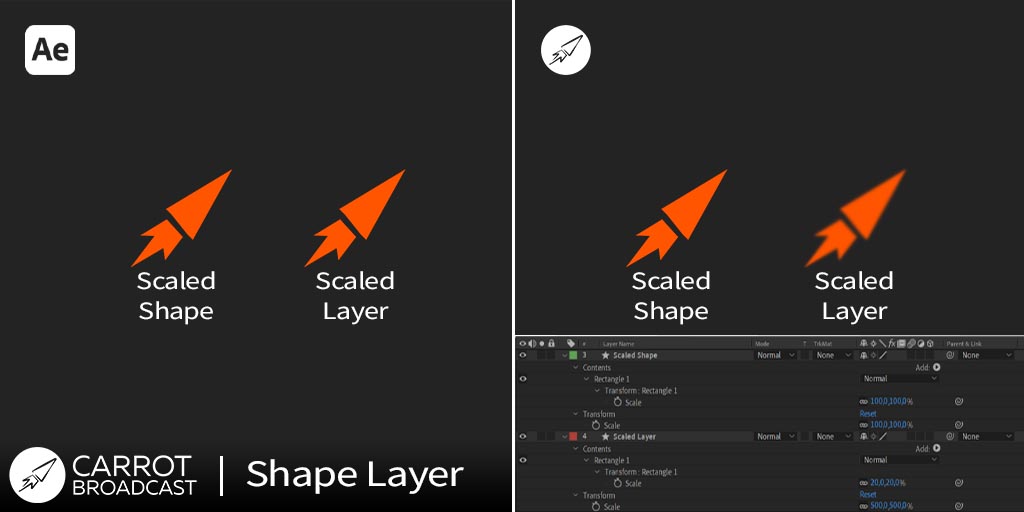 Ae
Scaled
Shape
Scaled
Layer
CARROT
BROADCAST
Shape Layer
Scaled
Shape
Scaled
Layer
# Layer Name Mode T TrkMat fx Parent & Link
3 Scaled Shape Normal None None
Contents Add:
Rectangle 1 Normal
Transform: Rectangle 1
Scale 100,0,100,0%
Transform Reset
Scale 100,0,100,0%
4 Scaled Layer Normal None None
Contents Add:
Rectangle 1 Normal
Transform: Rectangle 1
Scale 20,0,20,0%
Transform Reset
Scale 500,0,500,0%